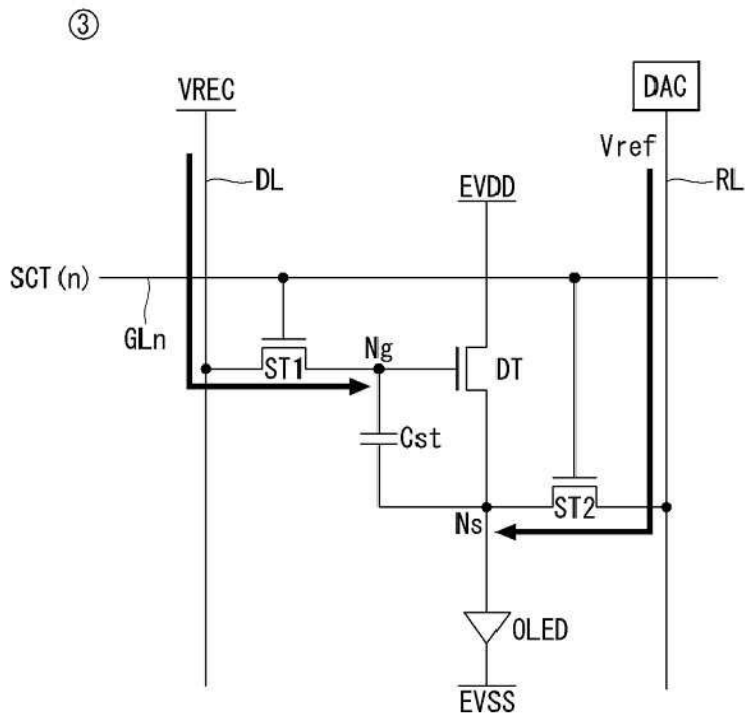 ③
VREC
DAC
Vref
DL
RL
EVDD
SCT(n)
GLn
Ng
ST1
DT
Cst
ST2
Ns
OLED
EVSS